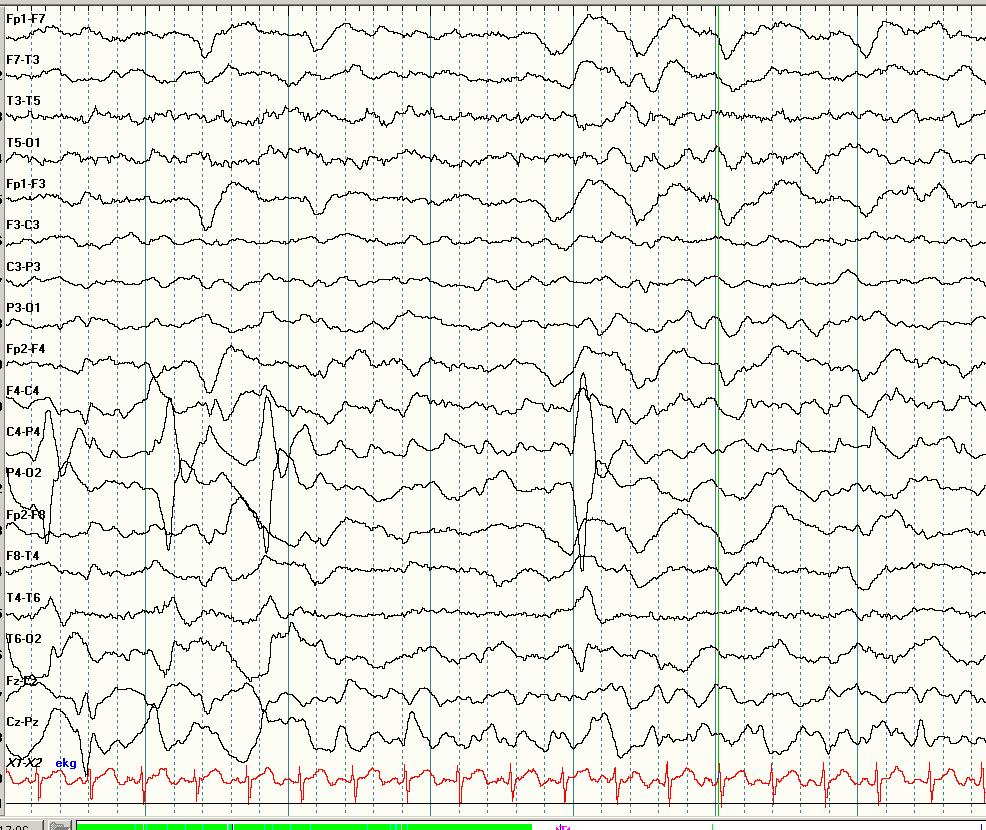 Fp1-F7
F7-T3
T3-T5
T5-O1
Fp1-F3
F3-C3
C3-P3
P3-O1
Fp2-F4
F4-C4
C4-P4
P4-O2
Fp2-F8
F8-T4
T4-T6
T6-O2
Fz-Cz
Cz-Pz
X1-X2 ekg